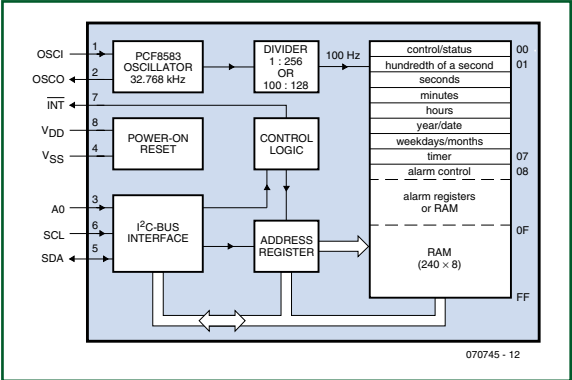 OSCI
1
OSCO
2
INT
7
VDD
8
VSS
4
A0
3
SCL
6
SDA
5
PCF8583
OSCILLATOR
32.768 kHz
DIVIDER
1 : 256
OR
100 : 128
100 Hz
POWER-ON
RESET
CONTROL
LOGIC
I2C-BUS
INTERFACE
ADDRESS
REGISTER
control/status
00
hundredth of a second
01
seconds
minutes
hours
year/date
weekdays/months
timer
07
alarm control
08
alarm registers
or RAM
0F
RAM
(240 × 8)
FF
070745 - 12